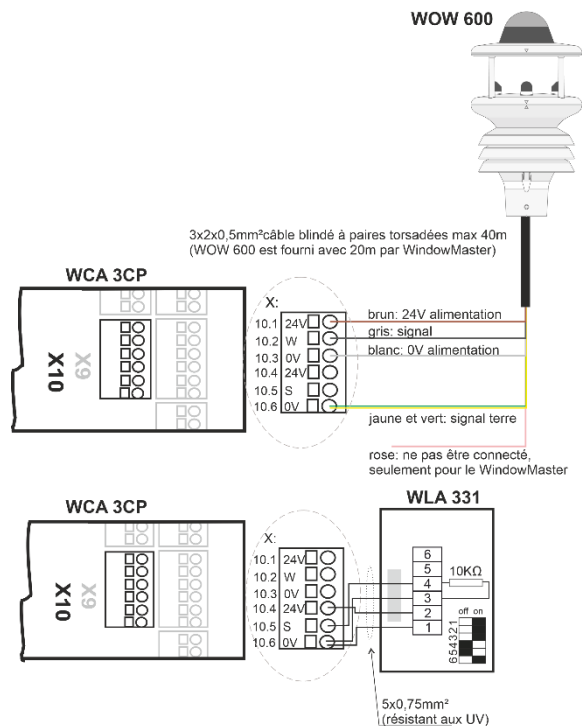 WOW 600
3x2x0,5mm²câble blindé à paires torsadées max 40m
(WOW 600 est fourni avec 20m par WindowMaster)
WCA 3CP
X10
X9
X:
10.1 24V
10.2 W
10.3 0V
10.4 24V
10.5 S
10.6 0V
brun: 24V alimentation
gris: signal
blanc: 0V alimentation
jaune et vert: signal terre
rose: ne pas être connecté,
seulement pour le WindowMaster
WCA 3CP
X10
X9
X:
10.1 24V
10.2 W
10.3 0V
10.4 24V
10.5 S
10.6 0V
WLA 331
6
5
4
3
2
1
10KΩ
off on
654321
5x0,75mm²
(résistant aux UV)